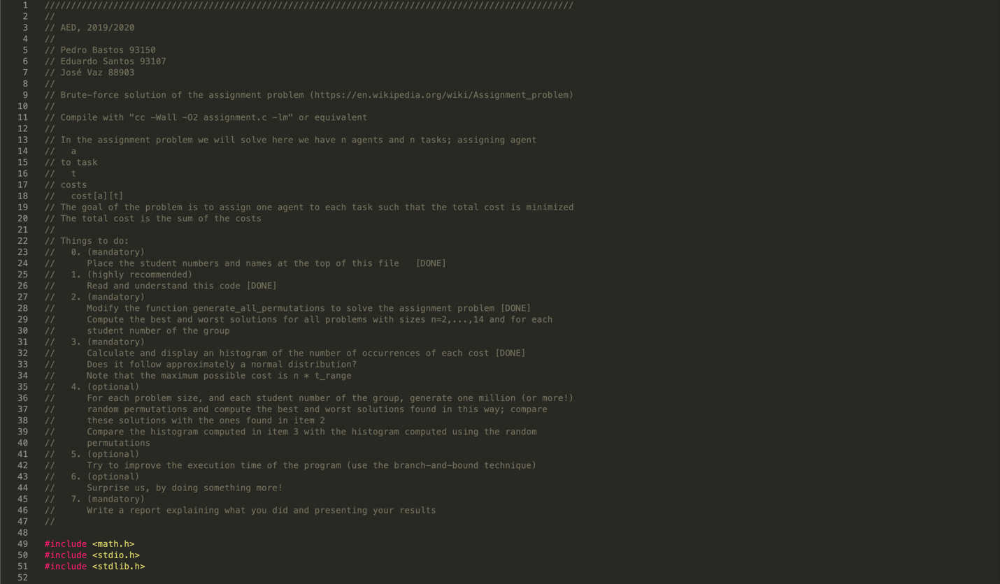 1 /////////////////////////////////////////////////////////////////////////////////////////////////////
2 //
3 // AED, 2019/2020
4 //
5 // Pedro Bastos 93150
6 // Eduardo Santos 93107
7 // José Vaz 88903
8 //
9 // Brute-force solution of the assignment problem (https://en.wikipedia.org/wiki/Assignment_problem)
10 //
11 // Compile with "cc -Wall -O2 assignment.c -lm" or equivalent
12 //
13 // In the assignment problem we will solve here we have n agents and n tasks; assigning agent
14 //   a
15 // to task
16 //   t
17 // costs
18 //   cost[a][t]
19 // The goal of the problem is to assign one agent to each task such that the total cost is minimized
20 // The total cost is the sum of the costs
21 //
22 // Things to do:
23 //   0. (mandatory)
24 //      Place the student numbers and names at the top of this file   [DONE]
25 //   1. (highly recommended)
26 //      Read and understand this code [DONE]
27 //   2. (mandatory)
28 //      Modify the function generate_all_permutations to solve the assignment problem [DONE]
29 //      Compute the best and worst solutions for all problems with sizes n=2,...,14 and for each
30 //      student number of the group
31 //   3. (mandatory)
32 //      Calculate and display an histogram of the number of occurrences of each cost [DONE]
33 //      Does it follow approximately a normal distribution?
34 //      Note that the maximum possible cost is n * t_range
35 //   4. (optional)
36 //      For each problem size, and each student number of the group, generate one million (or more!)
37 //      random permutations and compute the best and worst solutions found in this way; compare
38 //      these solutions with the ones found in item 2
39 //      Compare the histogram computed in item 3 with the histogram computed using the random
40 //      permutations
41 //   5. (optional)
42 //      Try to improve the execution time of the program (use the branch-and-bound technique)
43 //   6. (optional)
44 //      Surprise us, by doing something more!
45 //   7. (mandatory)
46 //      Write a report explaining what you did and presenting your results
47 //
48
49 #include <math.h>
50 #include <stdio.h>
51 #include <stdlib.h>
52